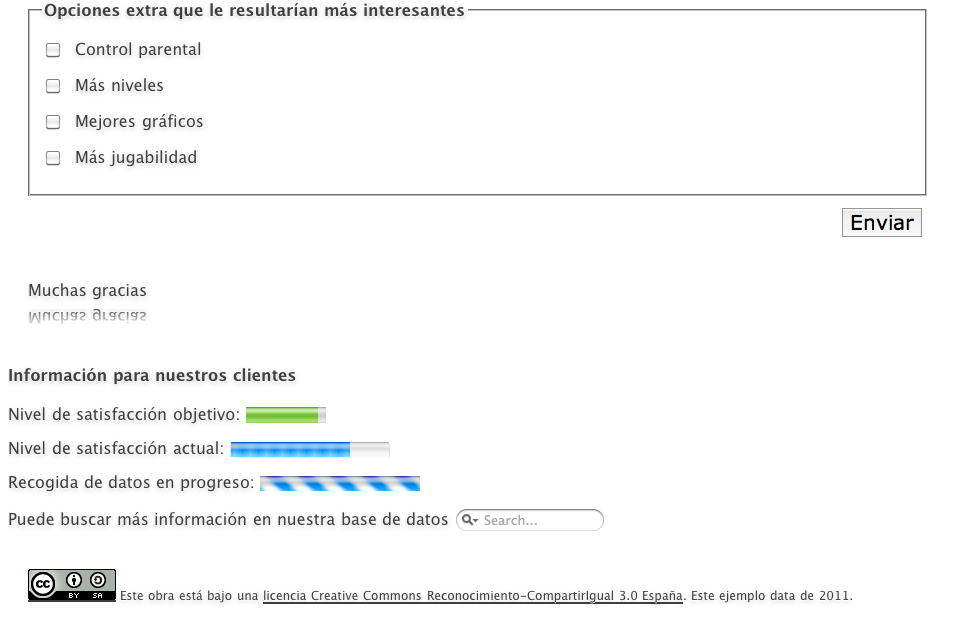 Opciones extra que le resultarían más interesantes
Control parental
Más niveles
Mejores gráficos
Más jugabilidad
Enviar
Muchas gracias
Muchas gracias
Información para nuestros clientes
Nivel de satisfacción objetivo:
Nivel de satisfacción actual:
Recogida de datos en progreso:
Puede buscar más información en nuestra base de datos Search...
cc BY SA Este obra está bajo una licencia Creative Commons Reconocimiento-CompartirIgual 3.0 España. Este ejemplo data de 2011.